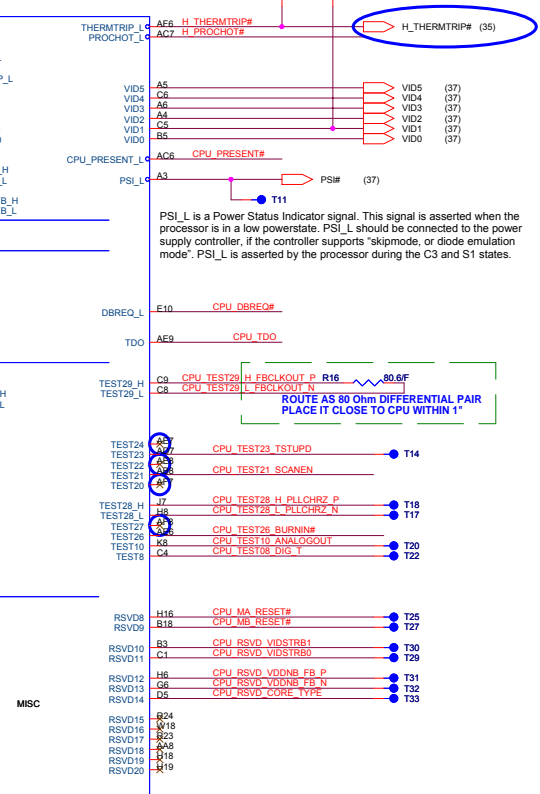 THERMTRIP_L AF6 H_THERMTRIP# H_THERMTRIP# (35)
PROCHOT_L AC7 H_PROCHOT#
P_L
VID5 A5 VID5 (37)
VID4 C6 VID4 (37)
VID3 A6 VID3 (37)
VID2 A4 VID2 (37)
VID1 C5 VID1 (37)
VID0 B5 VID0 (37)
CPU_PRESENT_L AC6 CPU_PRESENT#
H
L
PSI_L A3 PSI# (37)
B_H
B_L
T11
PSI_L is a Power Status Indicator signal. This signal is asserted when the
processor is in a low powerstate. PSI_L should be connected to the power
supply controller, if the controller supports “skipmode, or diode emulation
mode”. PSI_L is asserted by the processor during the C3 and S1 states.
DBREQ_L E10 CPU_DBREQ#
TDO AE9 CPU_TDO
TEST29_H C9 CPU_TEST29_H_FBCLKOUT_P R16 80.6/F
TEST29_L C8 CPU_TEST29_L_FBCLKOUT_N
H
L
ROUTE AS 80 Ohm DIFFERENTIAL PAIR
PLACE IT CLOSE TO CPU WITHIN 1"
TEST24
TEST23 CPU_TEST23_TSTUPD T14
TEST22
TEST21 CPU_TEST21_SCANEN
TEST20
TEST28_H J7 CPU_TEST28_H_PLLCHRZ_P T18
TEST28_L H8 CPU_TEST28_L_PLLCHRZ_N T17
TEST27
TEST26 CPU_TEST26_BURNIN#
TEST10 K8 CPU_TEST10_ANALOGOUT T20
TEST8 C4 CPU_TEST08_DIG_T T22
RSVD8 H16 CPU_MA_RESET# T25
RSVD9 B18 CPU_MB_RESET# T27
RSVD10 B3 CPU_RSVD_VIDSTRB1 T30
RSVD11 C1 CPU_RSVD_VIDSTRB0 T29
RSVD12 H6 CPU_RSVD_VDDNB_FB_P T31
RSVD13 G6 CPU_RSVD_VDDNB_FB_N T32
RSVD14 D5 CPU_RSVD_CORE_TYPE T33
MISC
RSVD15 R24
RSVD16 W18
RSVD17 R23
RSVD18 AA8
RSVD19 H18
RSVD20 H19